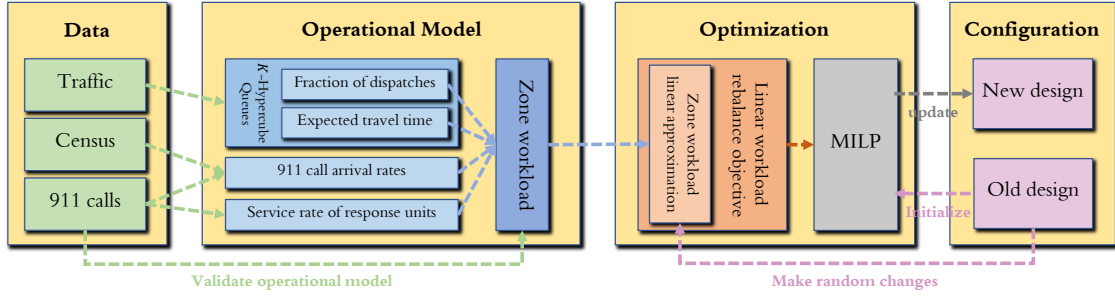 Data
Operational Model
Optimization
Configuration
Traffic
Census
911 calls
K-Hypercube
Queues
Fraction of dispatches
Expected travel time
911 call arrival rates
Service rate of response units
Zone workload
Zone workload
linear approximation
Linear workload
rebalance objective
MILP
update
New design
Initialize
Old design
Validate operational model
Make random changes